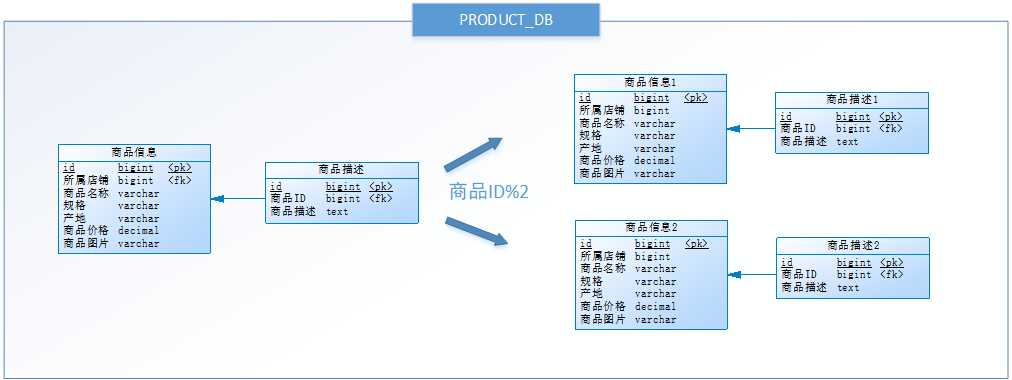 PRODUCT_DB
商品信息
id bigint <pk>
所属店铺 bigint <fk>
商品名称 varchar
规格 varchar
产地 varchar
商品价格 decimal
商品图片 varchar
商品描述
id bigint <pk>
商品ID bigint <fk>
商品描述 text
商品ID%2
商品信息1
id bigint <pk>
所属店铺 bigint
商品名称 varchar
规格 varchar
产地 varchar
商品价格 decimal
商品图片 varchar
商品描述1
id bigint <pk>
商品ID bigint <fk>
商品描述 text
商品信息2
id bigint <pk>
所属店铺 bigint
商品名称 varchar
规格 varchar
产地 varchar
商品价格 decimal
商品图片 varchar
商品描述2
id bigint <pk>
商品ID bigint <fk>
商品描述 text